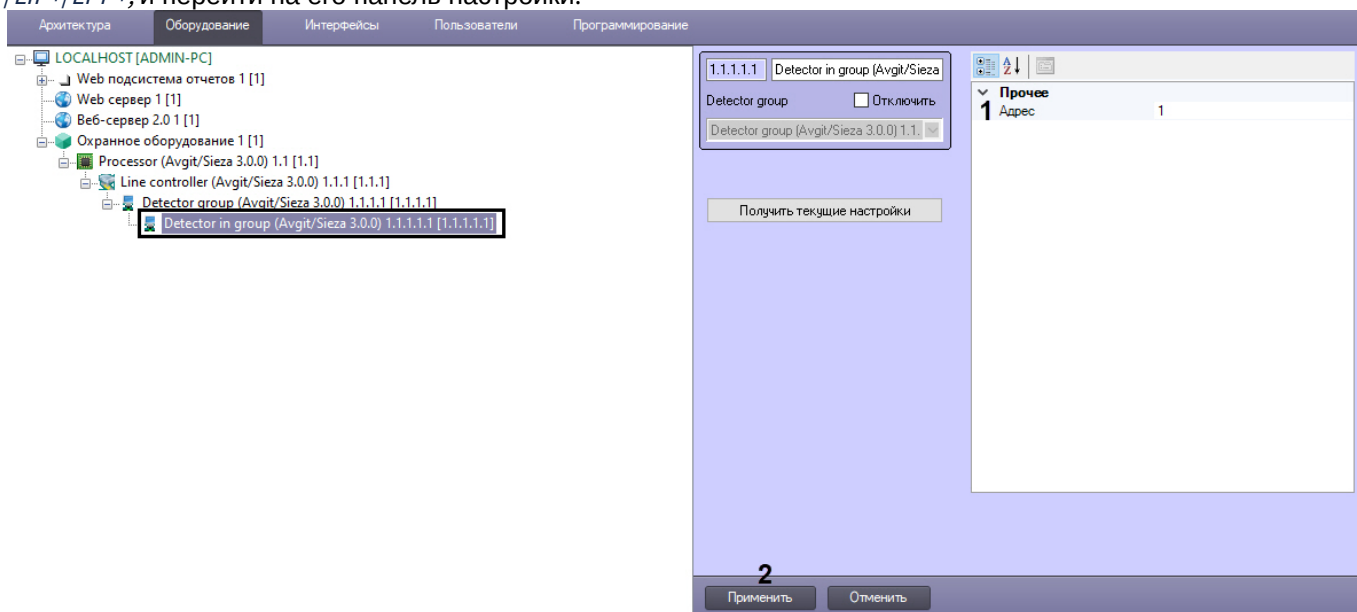 и перейти на его панель настройки.
Архитектура Оборудование Интерфейсы Пользователи Программирование
LOCALHOST [ADMIN-PC]
Web подсистема отчетов 1 [1]
Web сервер 1 [1]
Веб-сервер 2.0 1 [1]
Охранное оборудование 1 [1]
Processor (Avgit/Sieza 3.0.0) 1.1 [1.1]
Line controller (Avgit/Sieza 3.0.0) 1.1.1 [1.1.1]
Detector group (Avgit/Sieza 3.0.0) 1.1.1.1 [1.1.1.1]
Detector in group (Avgit/Sieza 3.0.0) 1.1.1.1.1 [1.1.1.1.1]
1.1.1.1.1 Detector in group (Avgit/Sieza
Detector group Отключить
Detector group (Avgit/Sieza 3.0.0) 1.1.
Получить текущие настройки
Прочее
1 Адрес 1
2
Применить Отменить